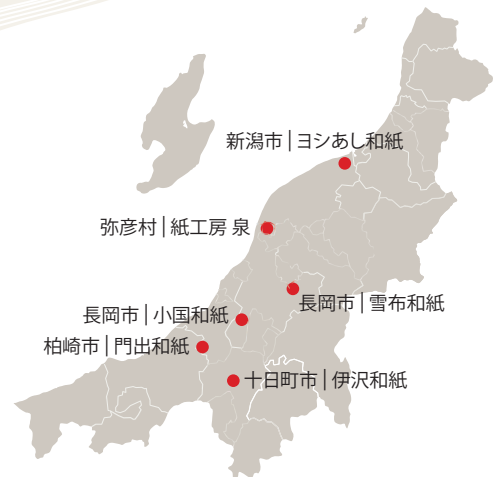 新潟市|ヨシあし和紙
弥彦村|紙工房 泉
長岡市|雪布和紙
長岡市|小国和紙
柏崎市|門出和紙
十日町市|伊沢和紙